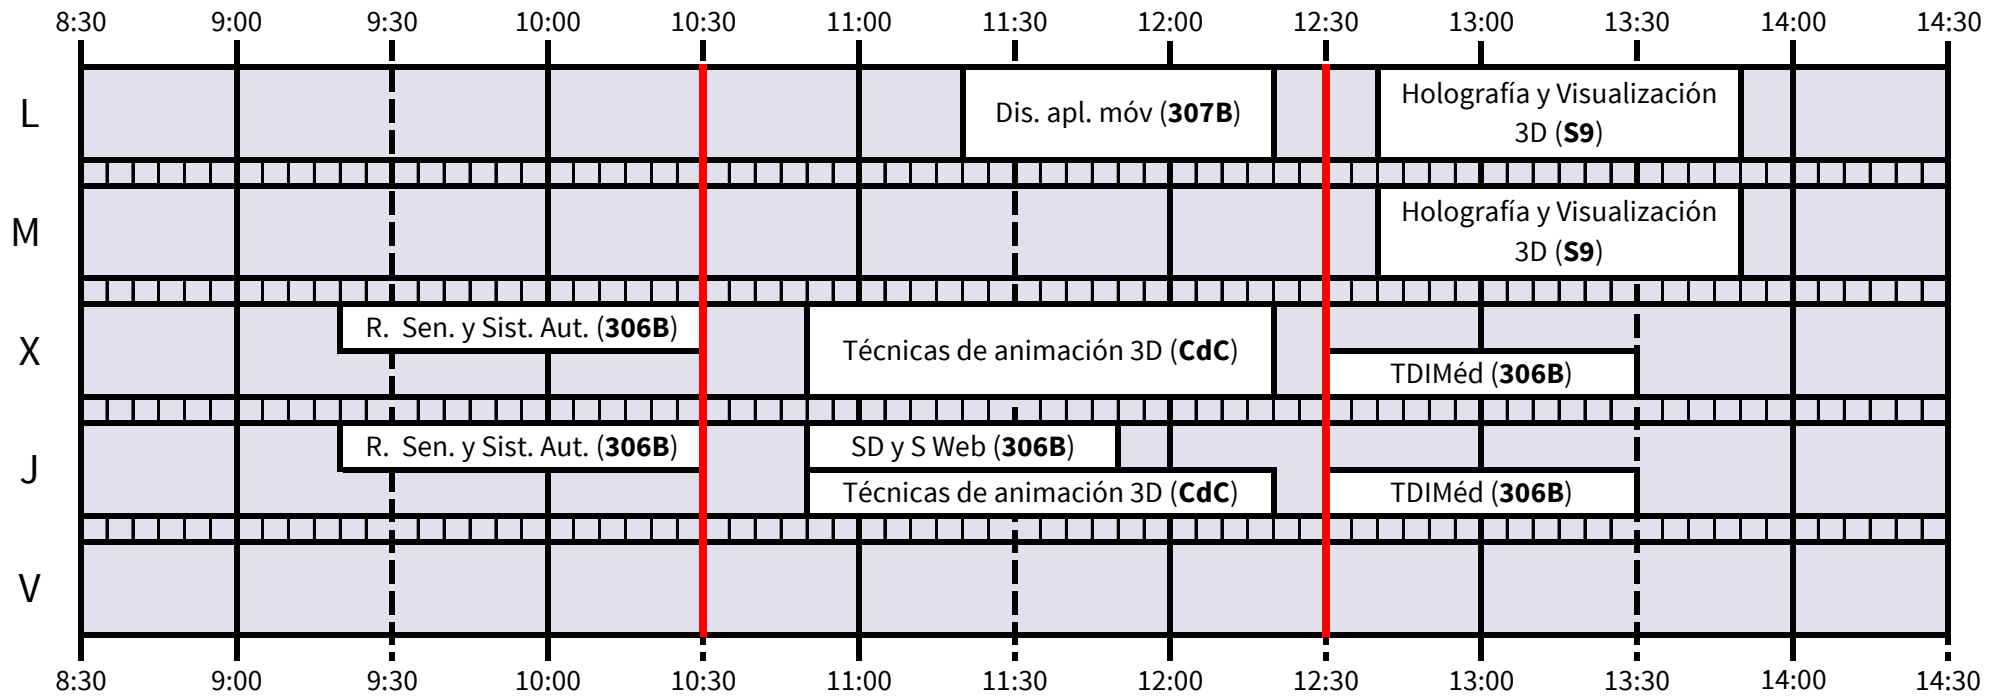 8:30 9:00 9:30 10:00 10:30 11:00 11:30 12:00 12:30 13:00 13:30 14:00 14:30
L
Dis. apl. móv (307B)
Holografía y Visualización
3D (S9)
M
Holografía y Visualización
3D (S9)
X
R. Sen. y Sist. Aut. (306B)
Técnicas de animación 3D (CdC)
TDIMéd (306B)
J
R. Sen. y Sist. Aut. (306B)
SD y S Web (306B)
Técnicas de animación 3D (CdC)
TDIMéd (306B)
V
8:30 9:00 9:30 10:00 10:30 11:00 11:30 12:00 12:30 13:00 13:30 14:00 14:30